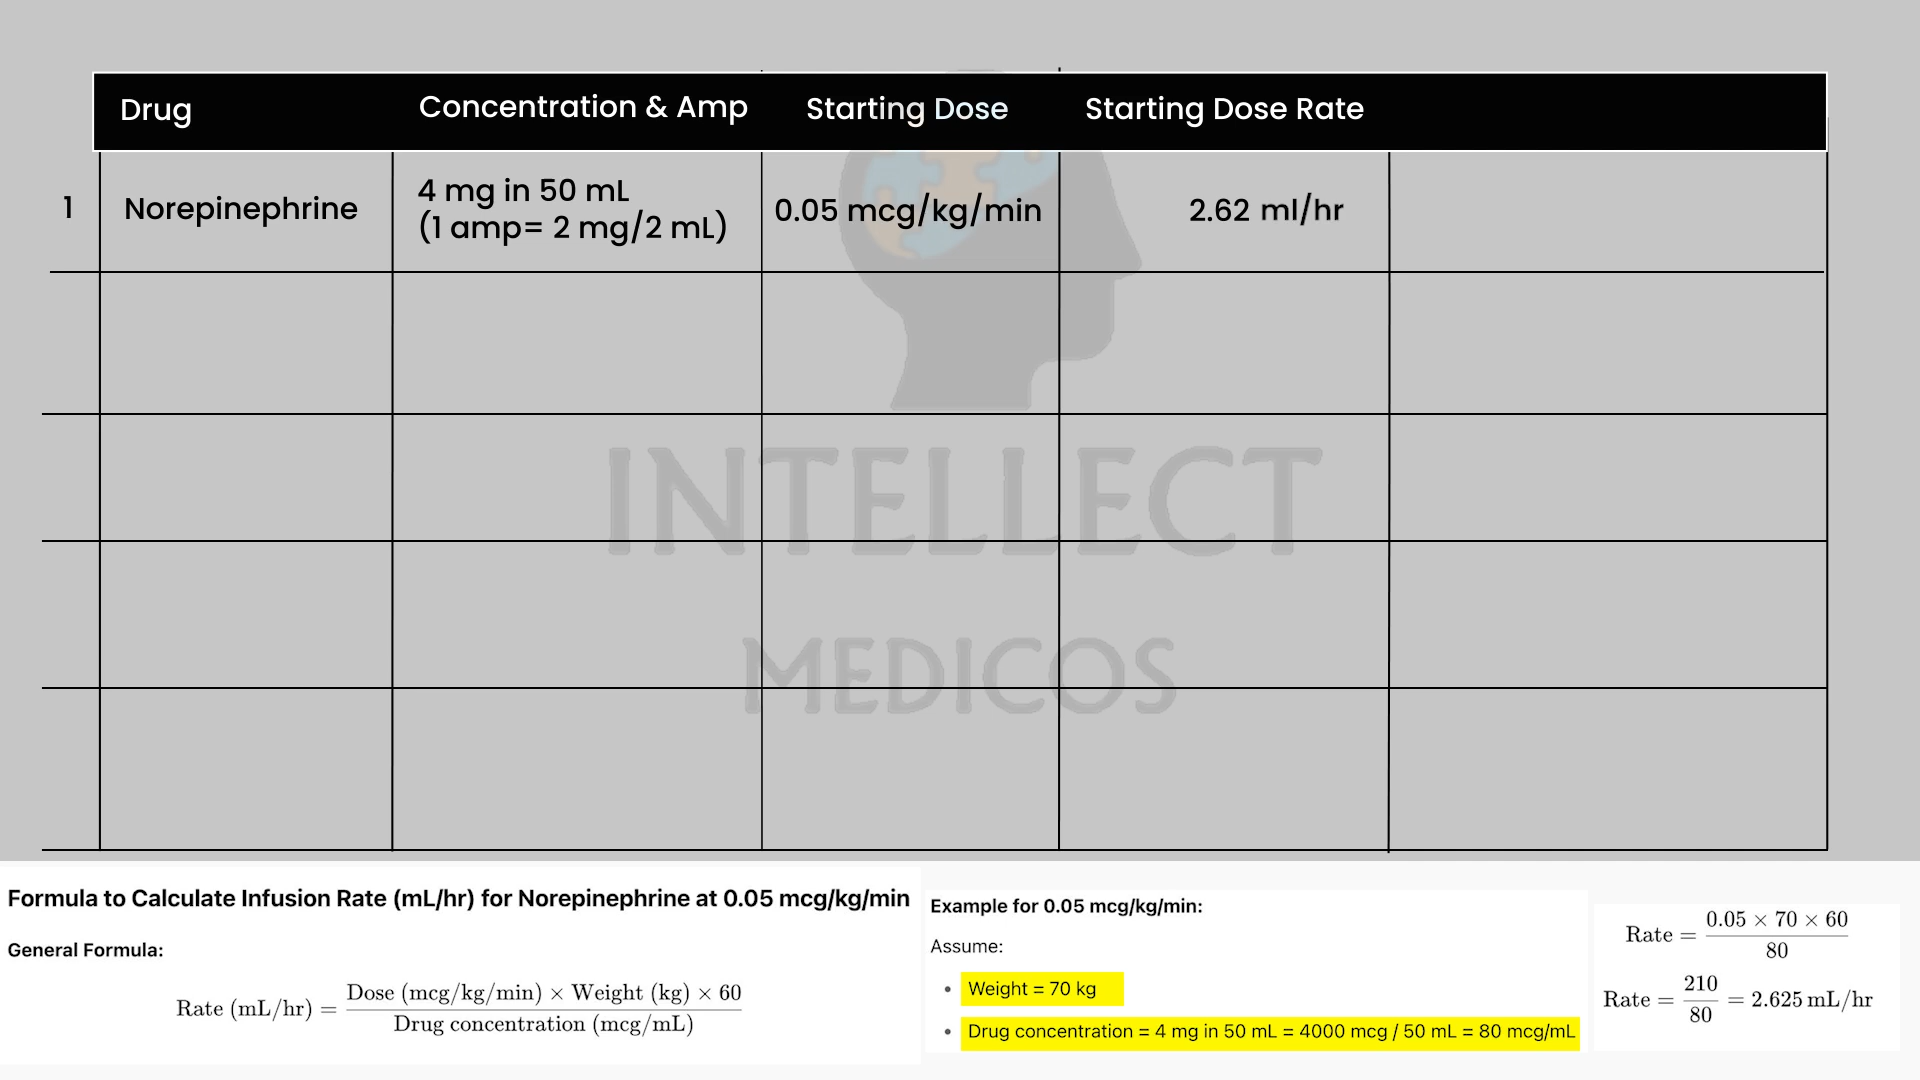 Drug Concentration & Amp Starting Dose Starting Dose Rate
1 Norepinephrine 4 mg in 50 mL
(1 amp= 2 mg/2 mL) 0.05 mcg/kg/min 2.62 ml/hr
INTELLECT
MEDICOS
Formula to Calculate Infusion Rate (mL/hr) for Norepinephrine at 0.05 mcg/kg/min
General Formula:
Rate (mL/hr) = Dose (mcg/kg/min) × Weight (kg) × 60
Drug concentration (mcg/mL)
Example for 0.05 mcg/kg/min:
Assume:
• Weight = 70 kg
• Drug concentration = 4 mg in 50 mL = 4000 mcg / 50 mL = 80 mcg/mL
Rate = 0.05 × 70 × 60
80
Rate = 210
80 = 2.625 mL/hr